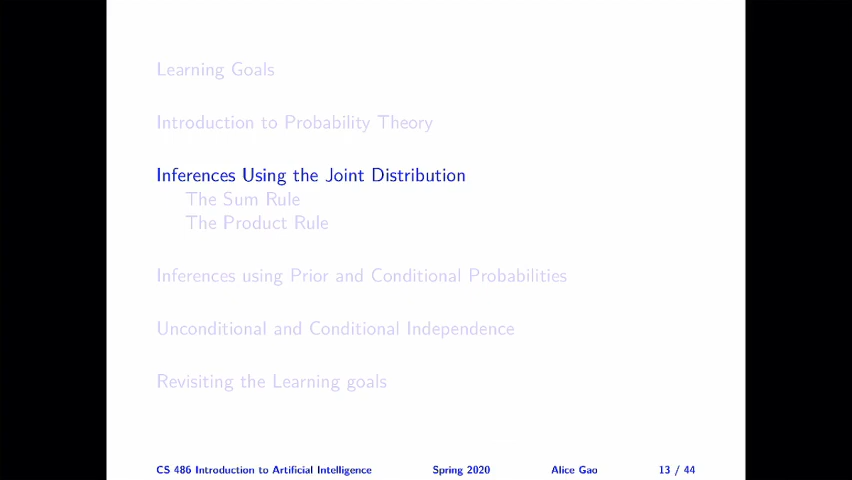 Learning Goals
Introduction to Probability Theory
Inferences Using the Joint Distribution
The Sum Rule
The Product Rule
Inferences using Prior and Conditional Probabilities
Unconditional and Conditional Independence
Revisiting the Learning goals
CS 486 Introduction to Artificial Intelligence Spring 2020 Alice Gao 13 / 44